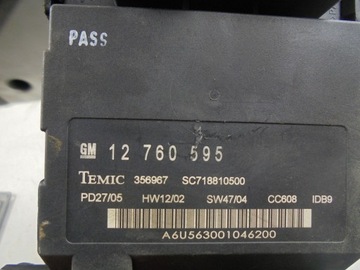 PASS
GM 12 760 595
TEMIC 356967 SC718810500
PD27/05 HW12/02 SW47/04 CC608 IDB9
A6U563001046200